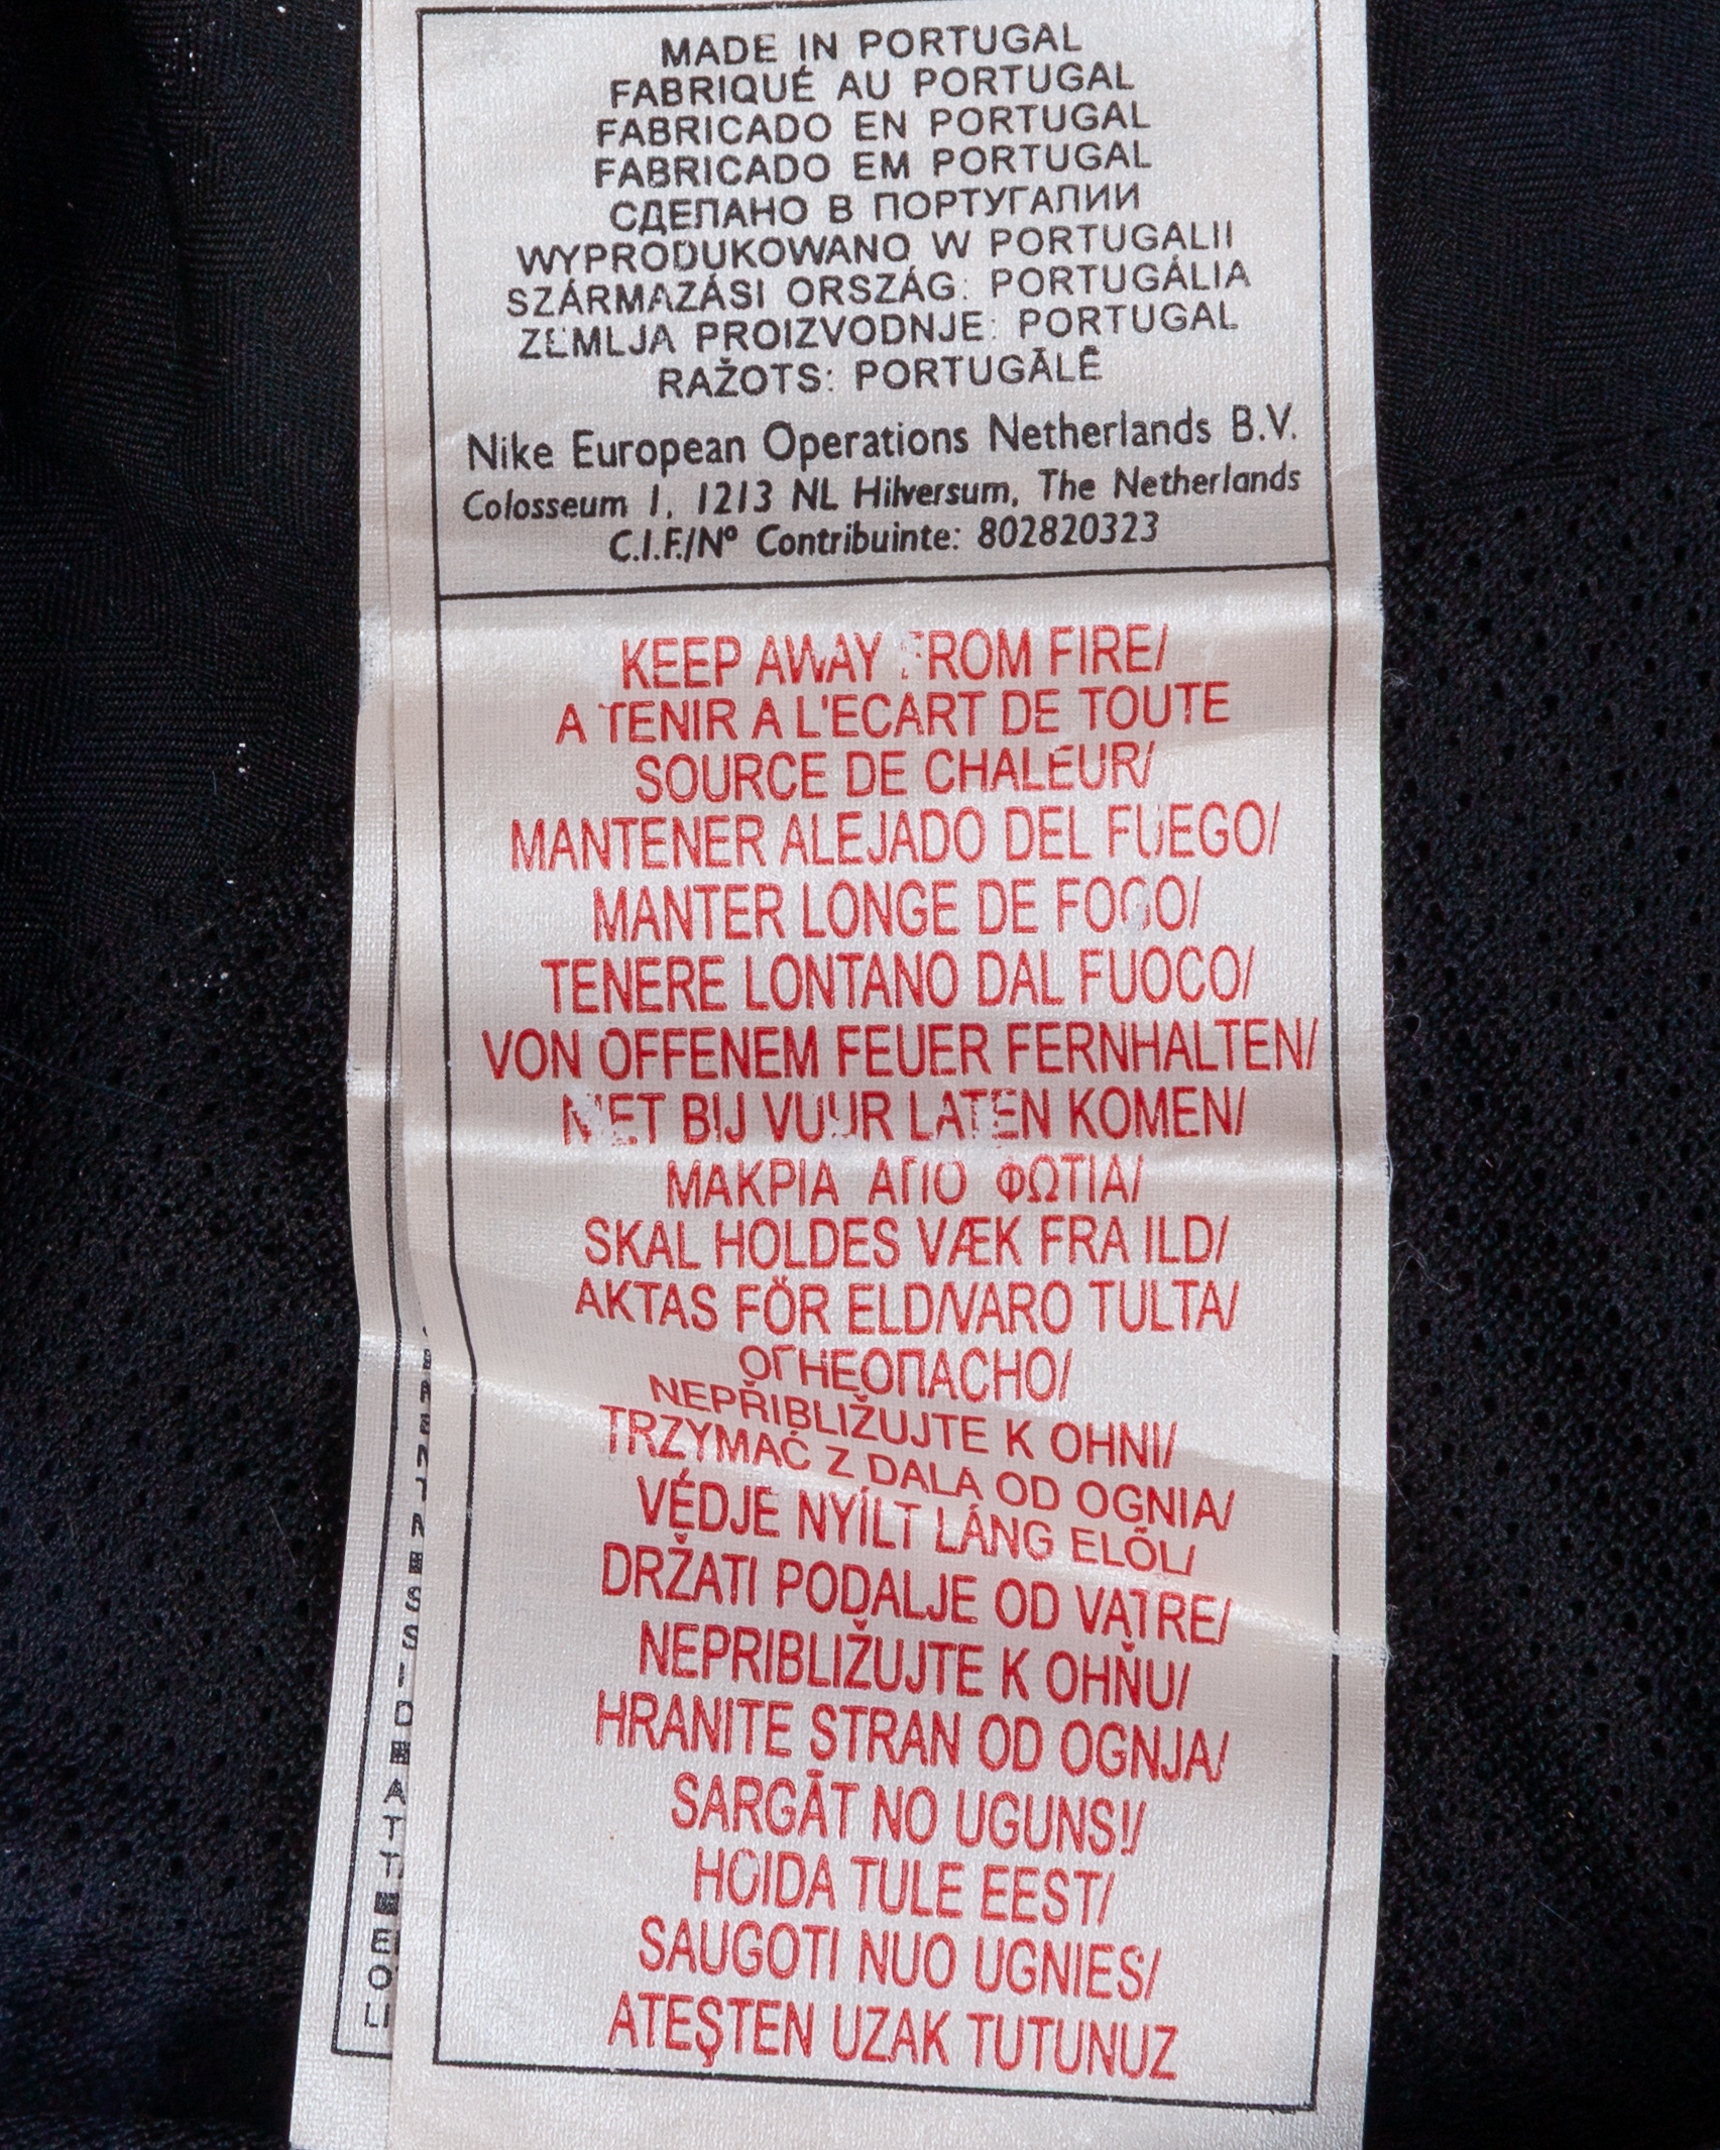 MADE IN PORTUGAL
FABRIQUÉ AU PORTUGAL
FABRICADO EN PORTUGAL
FABRICADO EM PORTUGAL
СДЕЛАНО В ПОРТУГАЛИИ
WYPRODUKOWANO W PORTUGALII
SZÁRMAZÁSI ORSZÁG: PORTUGÁLIA
ZEMLJA PROIZVODNJE: PORTUGAL
RAŽOTS: PORTUGĀLĒ
Nike European Operations Netherlands B.V.
Colosseum 1, 1213 NL Hilversum, The Netherlands
C.I.F./Nº Contribuinte: 802820323
KEEP AWAY FROM FIRE/
A TENIR A L'ECART DE TOUTE
SOURCE DE CHALEUR/
MANTENER ALEJADO DEL FUEGO/
MANTER LONGE DE FOGO/
TENERE LONTANO DAL FUOCO/
VON OFFENEM FEUER FERNHALTEN/
NIET BIJ VUUR LATEN KOMEN/
ΜΑΚΡΙΑ ΑΠΟ ΦΩΤΙΑ/
SKAL HOLDES VÆK FRA ILD/
AKTAS FÖR ELD/VARO TULTA/
ОГНЕОПАСНО/
NEPŘIBLIŽUJTE K OHNI/
TRZYMAĆ Z DALA OD OGNIA/
VÉDJE NYÍLT LÁNG ELŐL/
DRŽATI PODALJE OD VATRE/
NEPRIBLIŽUJTE K OHŇU/
HRANITE STRAN OD OGNJA/
SARGĀT NO UGUNS!/
HOIDA TULE EEST/
SAUGOTI NUO UGNIES/
ATEŞTEN UZAK TUTUNUZ